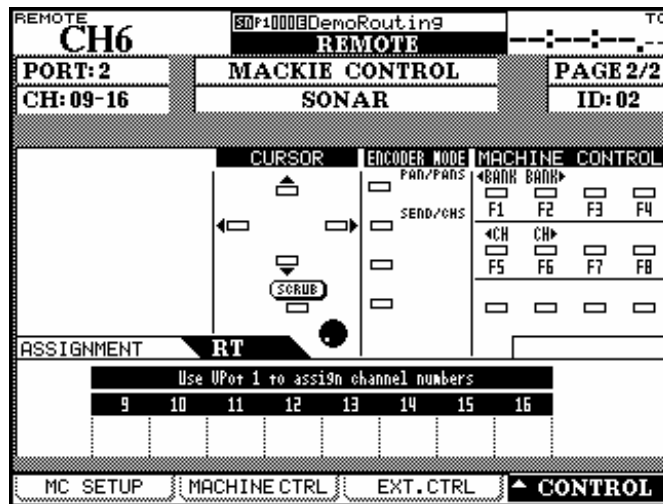 REMOTE
CH6
DemoRouting
REMOTE
TC
--:--:--.--
PORT:2
MACKIE CONTROL
PAGE 2/2
CH:09-16
SONAR
ID:02
CURSOR
ENCODER MODE
MACHINE CONTROL
PAN/PANS
◀BANK BANK▶
F1 F2 F3 F4
SEND/CHS
◀CH CH▶
F5 F6 F7 F8
SCRUB
ASSIGNMENT
RT
Use VPot 1 to assign channel numbers
9 10 11 12 13 14 15 16
MC SETUP
MACHINE CTRL
EXT.CTRL
CONTROL